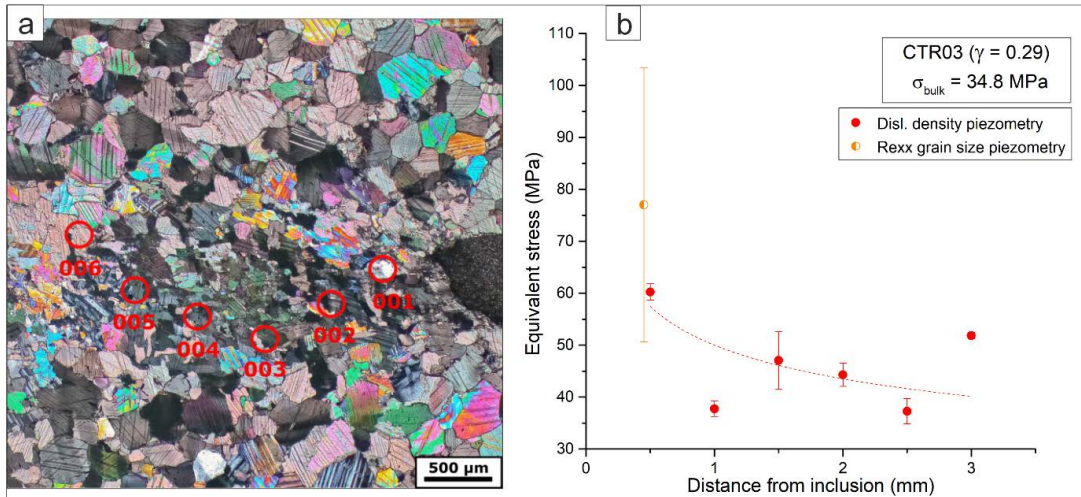 a
006
005
004
003
002
001
500 µm
b
CTR03 (γ = 0.29)
σbulk = 34.8 MPa
Disl. density piezometry
Rexx grain size piezometry
Equivalent stress (MPa)
110
100
90
80
70
60
50
40
30
0
1
2
3
Distance from inclusion (mm)